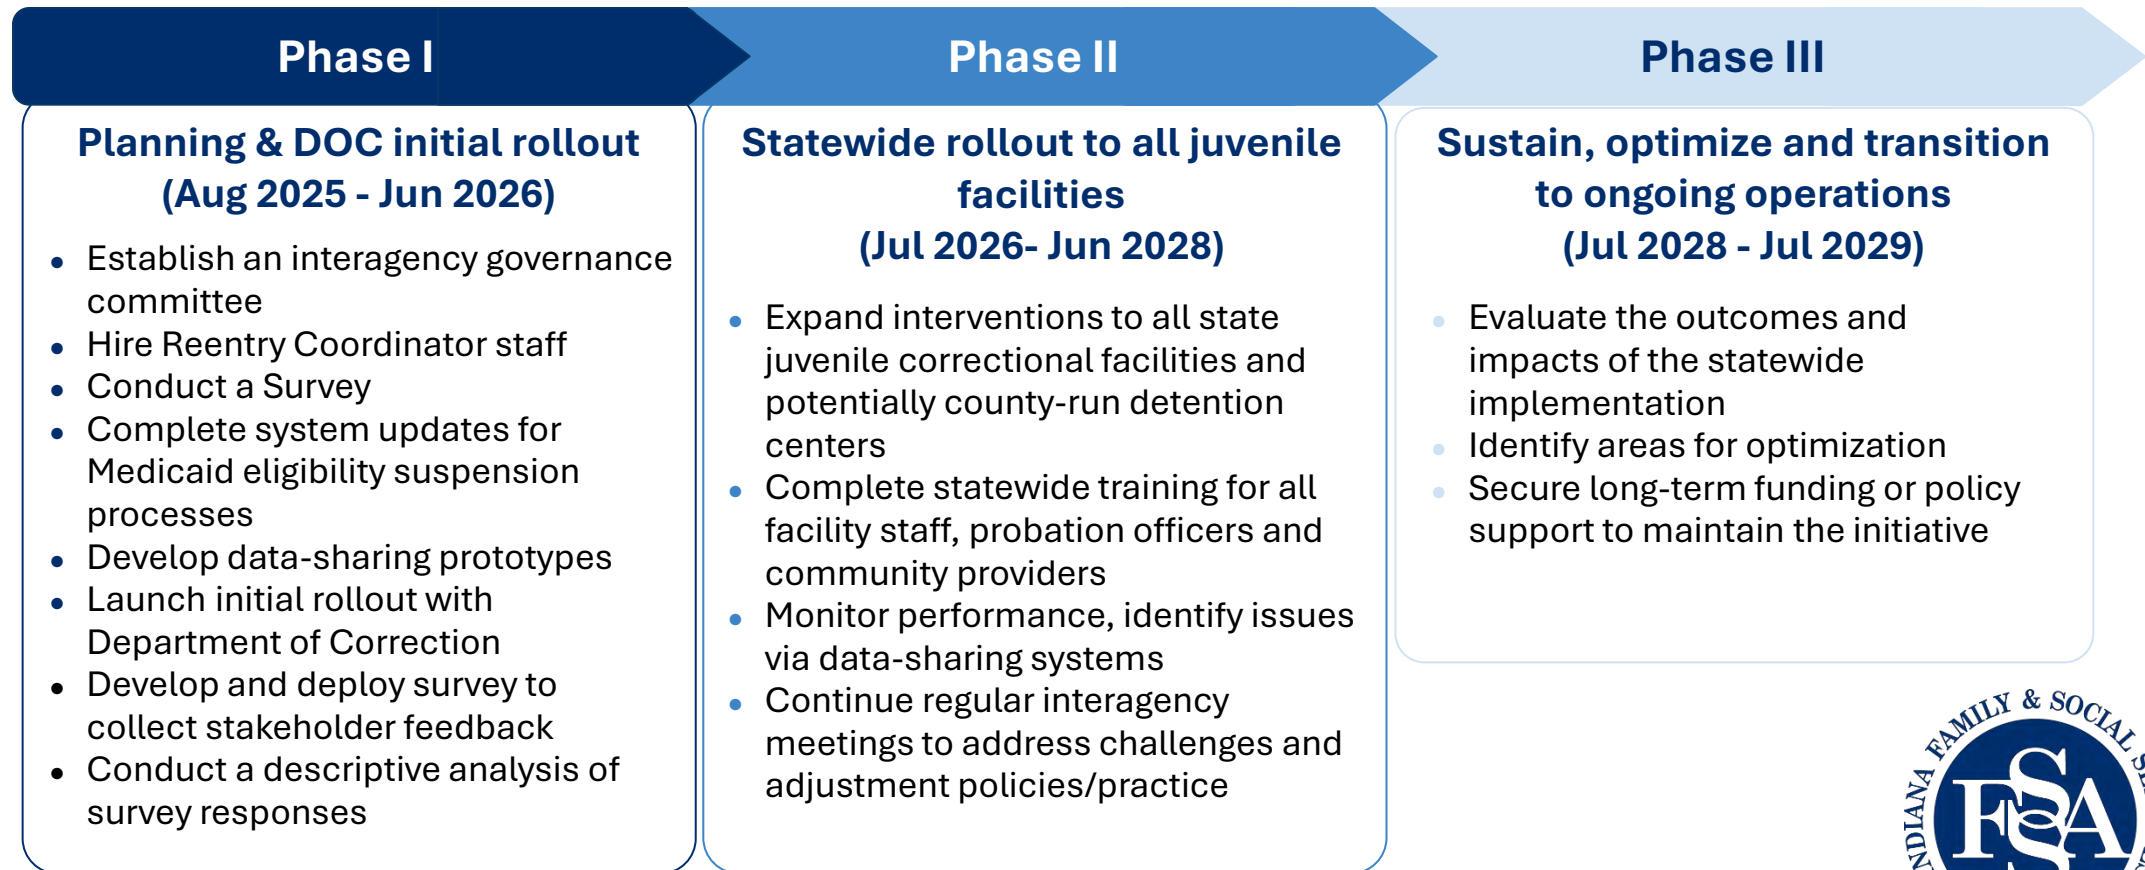 Phase I
Phase II
Phase III
Planning & DOC initial rollout
(Aug 2025 - Jun 2026)
• Establish an interagency governance
committee
• Hire Reentry Coordinator staff
• Conduct a Survey
• Complete system updates for
Medicaid eligibility suspension
processes
• Develop data-sharing prototypes
• Launch initial rollout with
Department of Correction
• Develop and deploy survey to
collect stakeholder feedback
• Conduct a descriptive analysis of
survey responses
Statewide rollout to all juvenile
facilities
(Jul 2026- Jun 2028)
• Expand interventions to all state
juvenile correctional facilities and
potentially county-run detention
centers
• Complete statewide training for all
facility staff, probation officers and
community providers
• Monitor performance, identify issues
via data-sharing systems
• Continue regular interagency
meetings to address challenges and
adjustment policies/practice
Sustain, optimize and transition
to ongoing operations
(Jul 2028 - Jul 2029)
• Evaluate the outcomes and
impacts of the statewide
implementation
• Identify areas for optimization
• Secure long-term funding or policy
support to maintain the initiative
NDIANA FAMILY & SOCIAL
FSSA